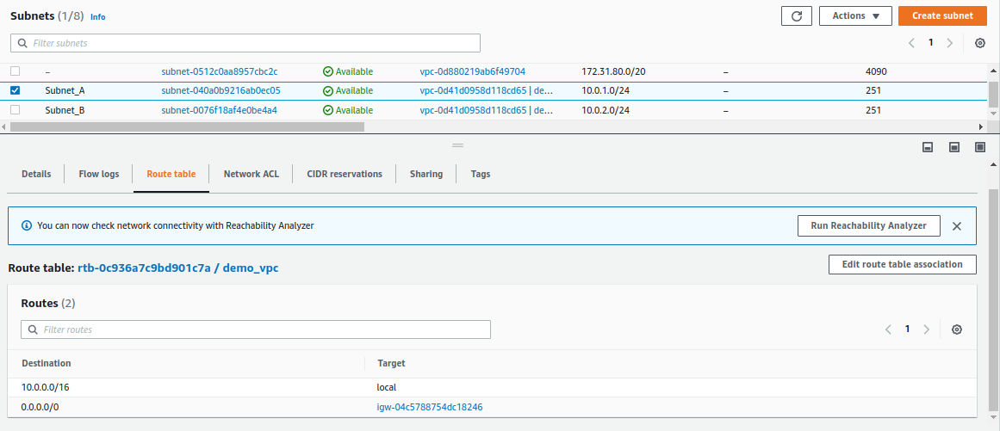 Subnets (1/8) Info
Actions ▼
Create subnet
Filter subnets
1
– subnet-0512c0aa8957cbc2c Available vpc-0d880219ab6f49704 172.31.80.0/20 – 4090
Subnet_A subnet-040a0b9216ab0ec05 Available vpc-0d41d0958d118cd65 | de... 10.0.1.0/24 – 251
Subnet_B subnet-0076f18af4e0be4a4 Available vpc-0d41d0958d118cd65 | de... 10.0.2.0/24 – 251
Details Flow logs Route table Network ACL CIDR reservations Sharing Tags
You can now check network connectivity with Reachability Analyzer
Run Reachability Analyzer
Route table: rtb-0c936a7c9bd901c7a / demo_vpc
Edit route table association
Routes (2)
Filter routes
1
Destination Target
10.0.0.0/16 local
0.0.0.0/0 igw-04c5788754dc18246